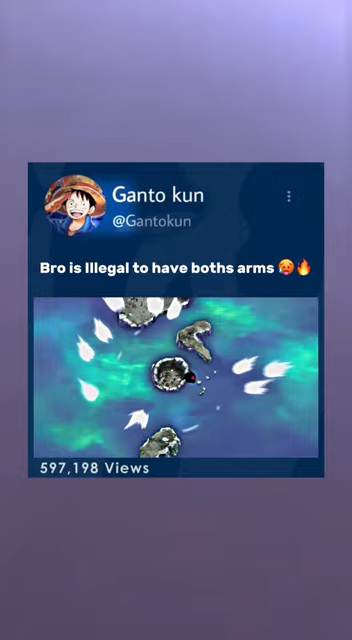 Ganto kun
@Gantokun
Bro is Illegal to have boths arms 🥵🔥
597,198 Views